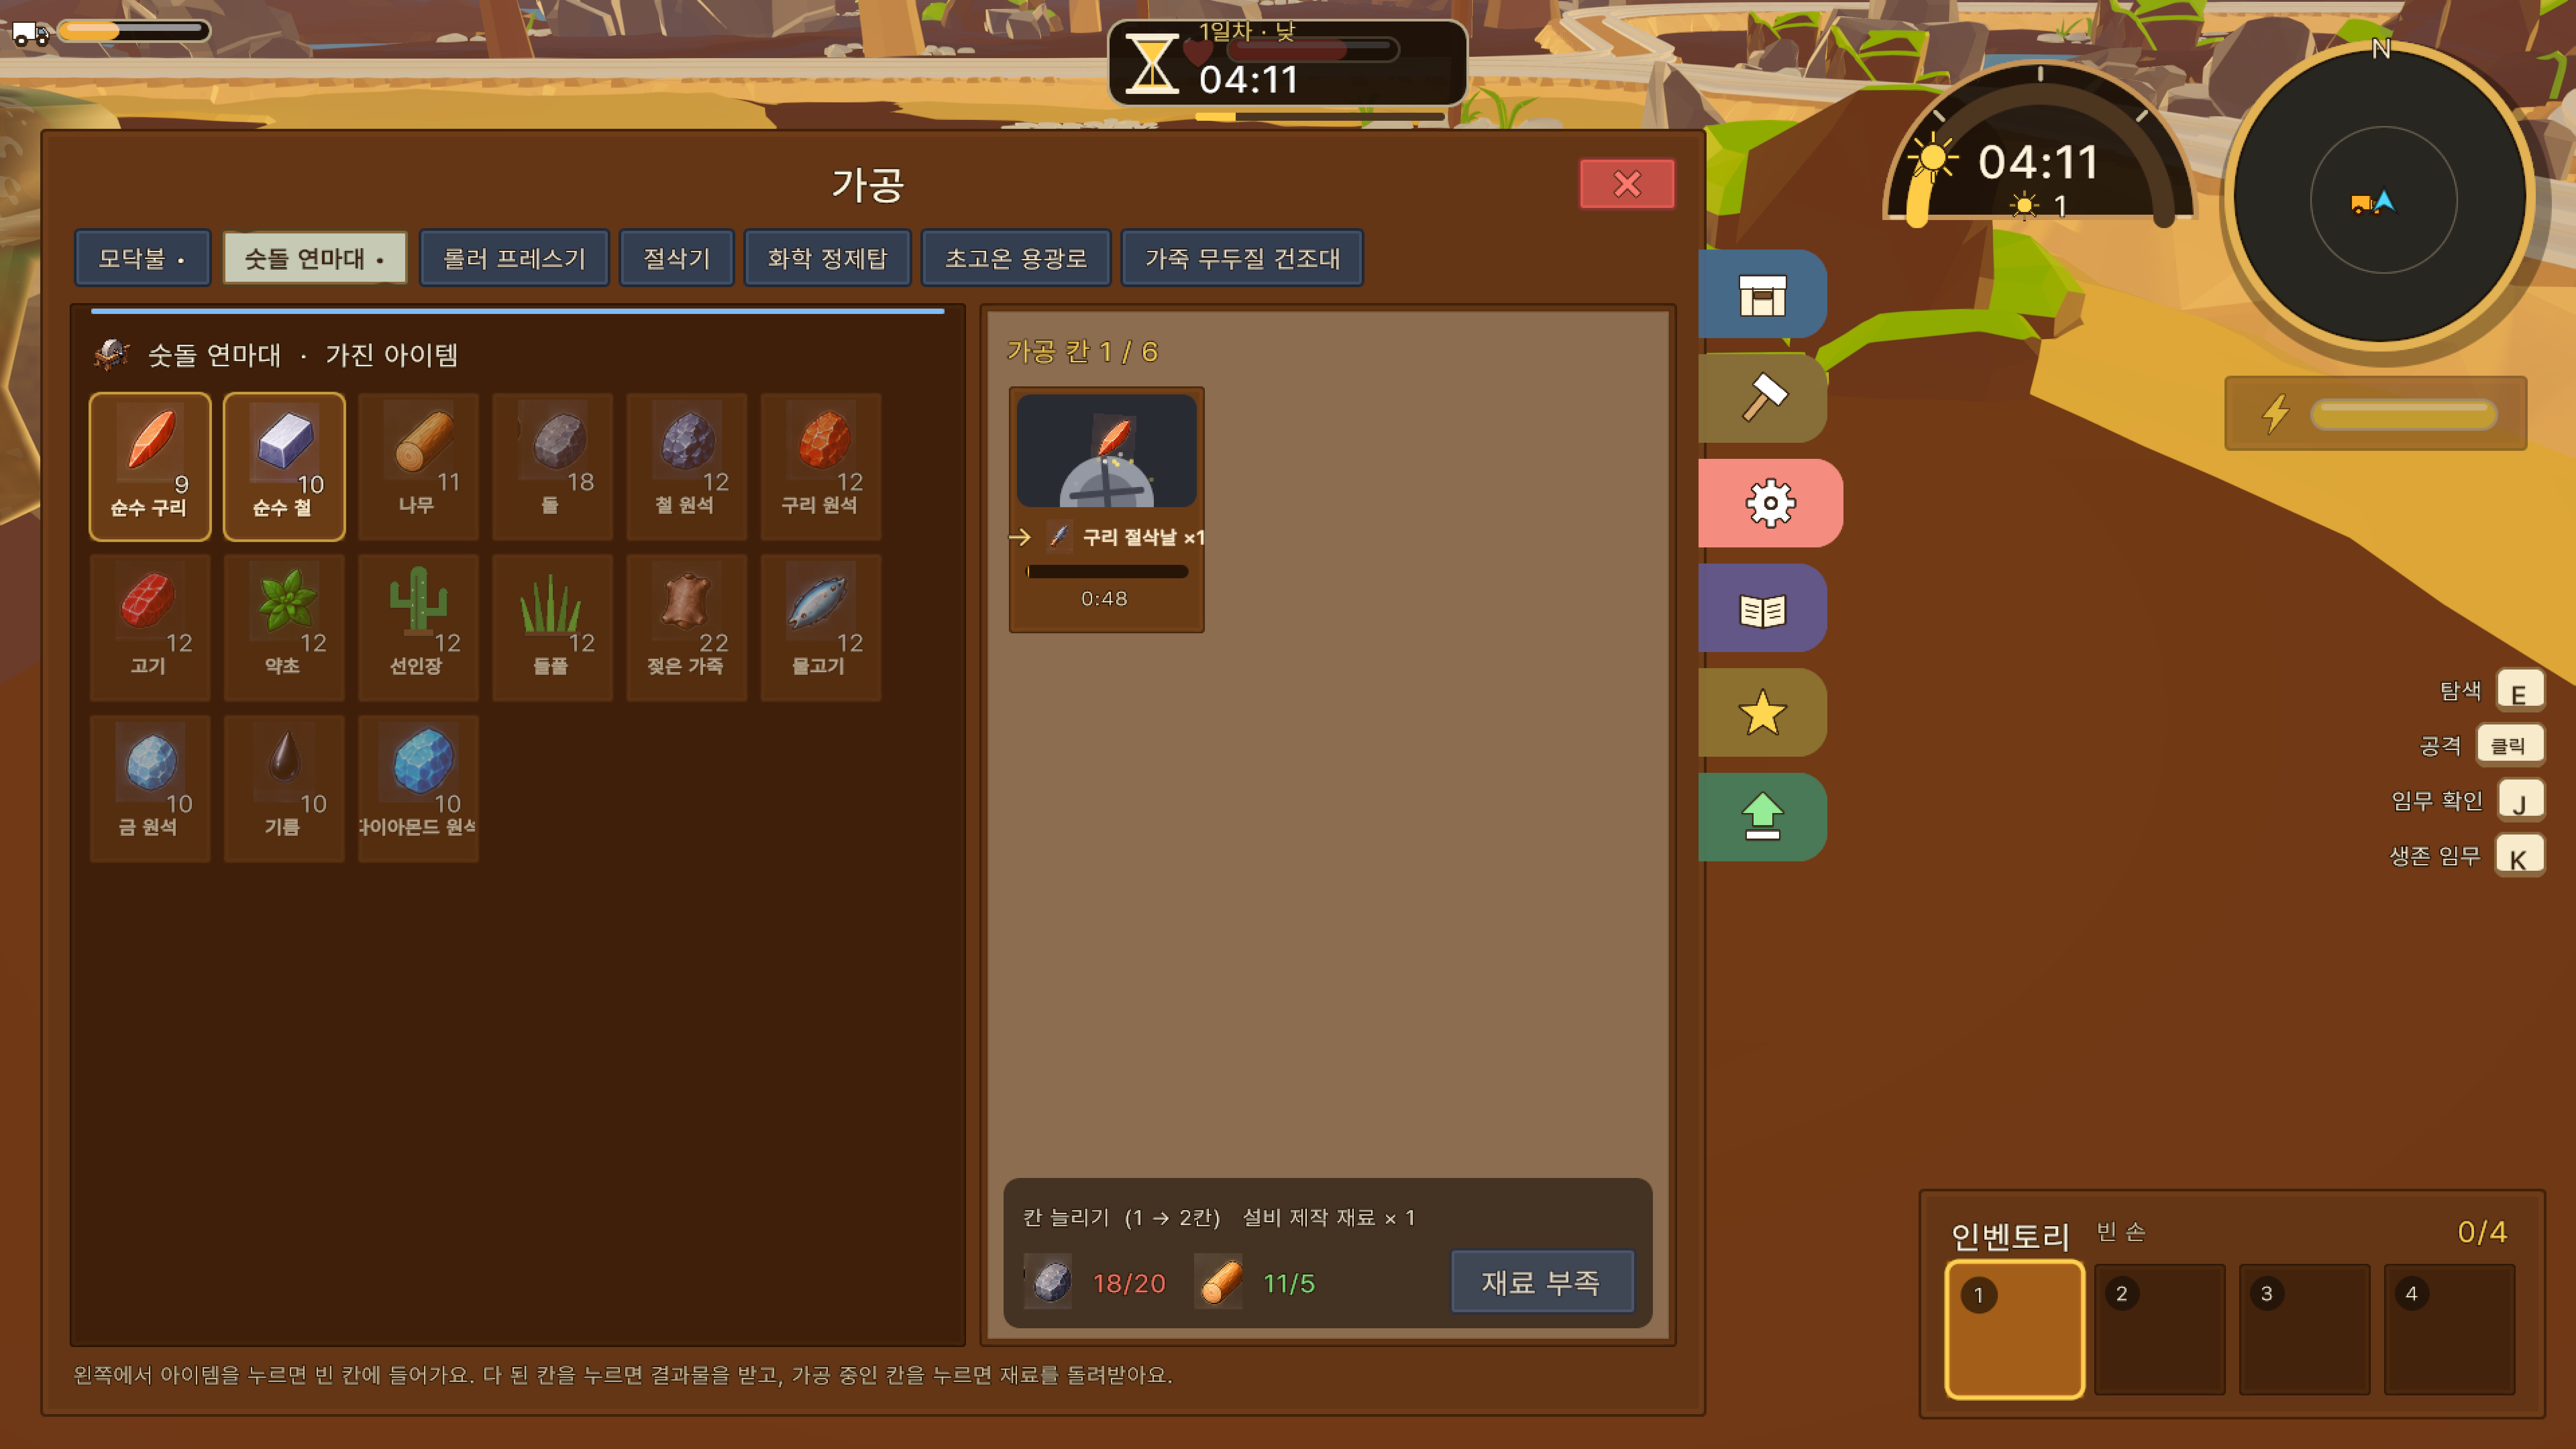 1일차 · 낮
04:11
N
04:11
1
가공
모닥불 •
숫돌 연마대 •
롤러 프레스기
절삭기
화학 정제탑
초고온 용광로
가죽 무두질 건조대
숫돌 연마대 · 가진 아이템
9
순수 구리
10
순수 철
11
나무
18
돌
12
철 원석
12
구리 원석
12
고기
12
약초
12
선인장
12
들풀
22
젖은 가죽
12
물고기
10
금 원석
10
기름
10
다이아몬드 원석
가공 칸 1 / 6
→ 구리 절삭날 ×1
0:48
칸 늘리기 (1 → 2칸) 설비 제작 재료 × 1
18/20
11/5
재료 부족
왼쪽에서 아이템을 누르면 빈 칸에 들어가요. 다 된 칸을 누르면 결과물을 받고, 가공 중인 칸을 누르면 재료를 돌려받아요.
탐색 E
공격 클릭
임무 확인 J
생존 임무 K
인벤토리 빈 손 0/4
1
2
3
4